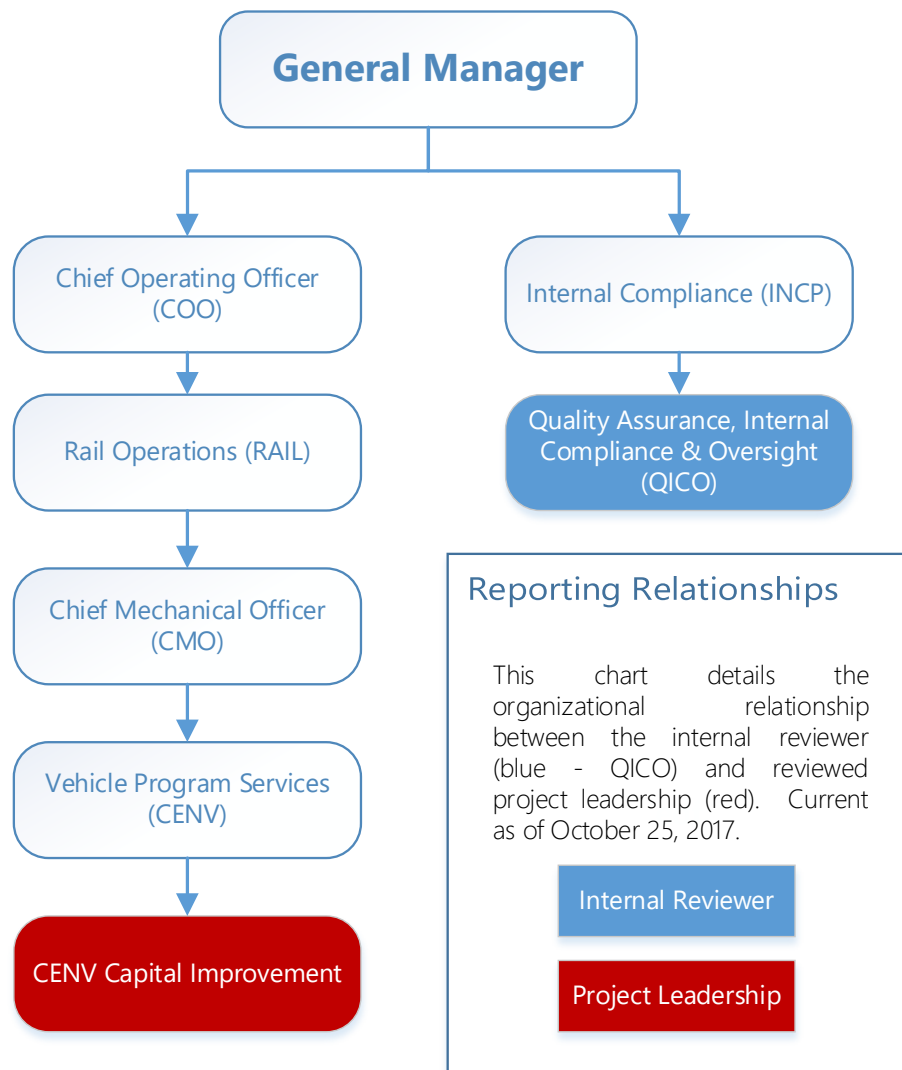 General Manager
Chief Operating Officer
(COO)
Internal Compliance (INCP)
Rail Operations (RAIL)
Quality Assurance, Internal
Compliance & Oversight
(QICO)
Chief Mechanical Officer
(CMO)
Vehicle Program Services
(CENV)
CENV Capital Improvement
Reporting Relationships
This chart details the
organizational relationship
between the internal reviewer
(blue - QICO) and reviewed
project leadership (red). Current
as of October 25, 2017.
Internal Reviewer
Project Leadership